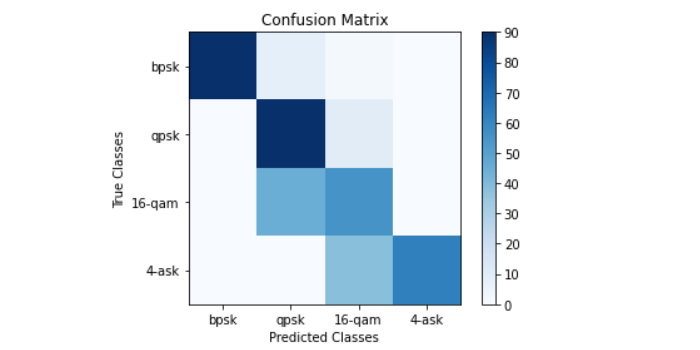 Confusion Matrix
True Classes
bpsk
qpsk
16-qam
4-ask
bpsk qpsk 16-qam 4-ask
Predicted Classes
90
80
70
60
50
40
30
20
10
0